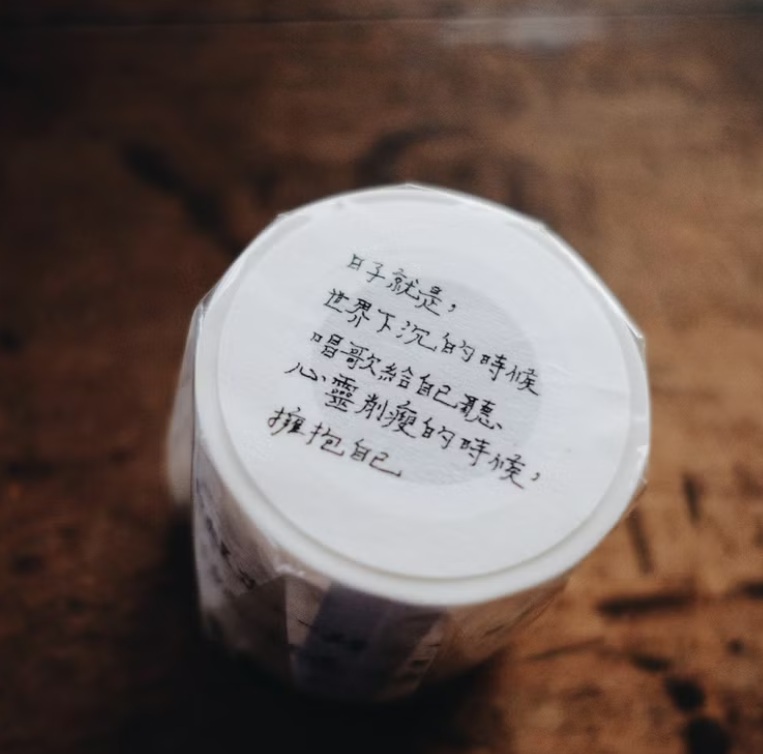 日子就是，
世界下沉的時候
唱歌給自己聽、
心靈削瘦的時候，
擁抱自己